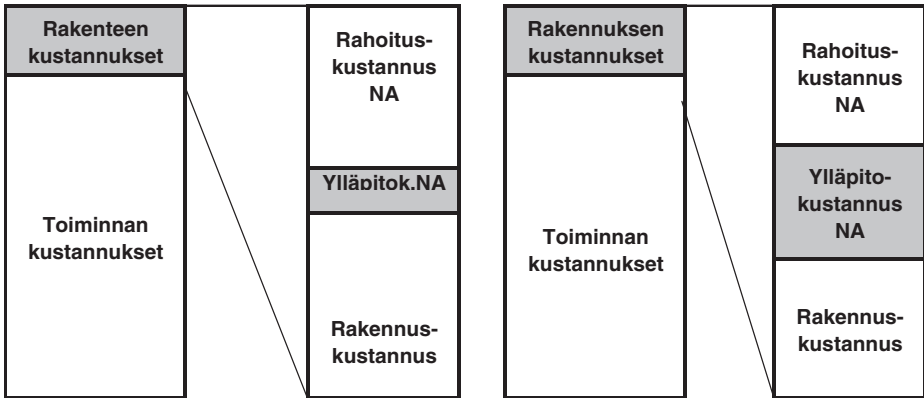 Rakenteen
kustannukset
Toiminnan
kustannukset
Rahoitus-
kustannus
NA
Ylläpitok.NA
Rakennus-
kustannus
Rakennuksen
kustannukset
Toiminnan
kustannukset
Rahoitus-
kustannus
NA
Ylläpito-
kustannus
NA
Rakennus-
kustannus